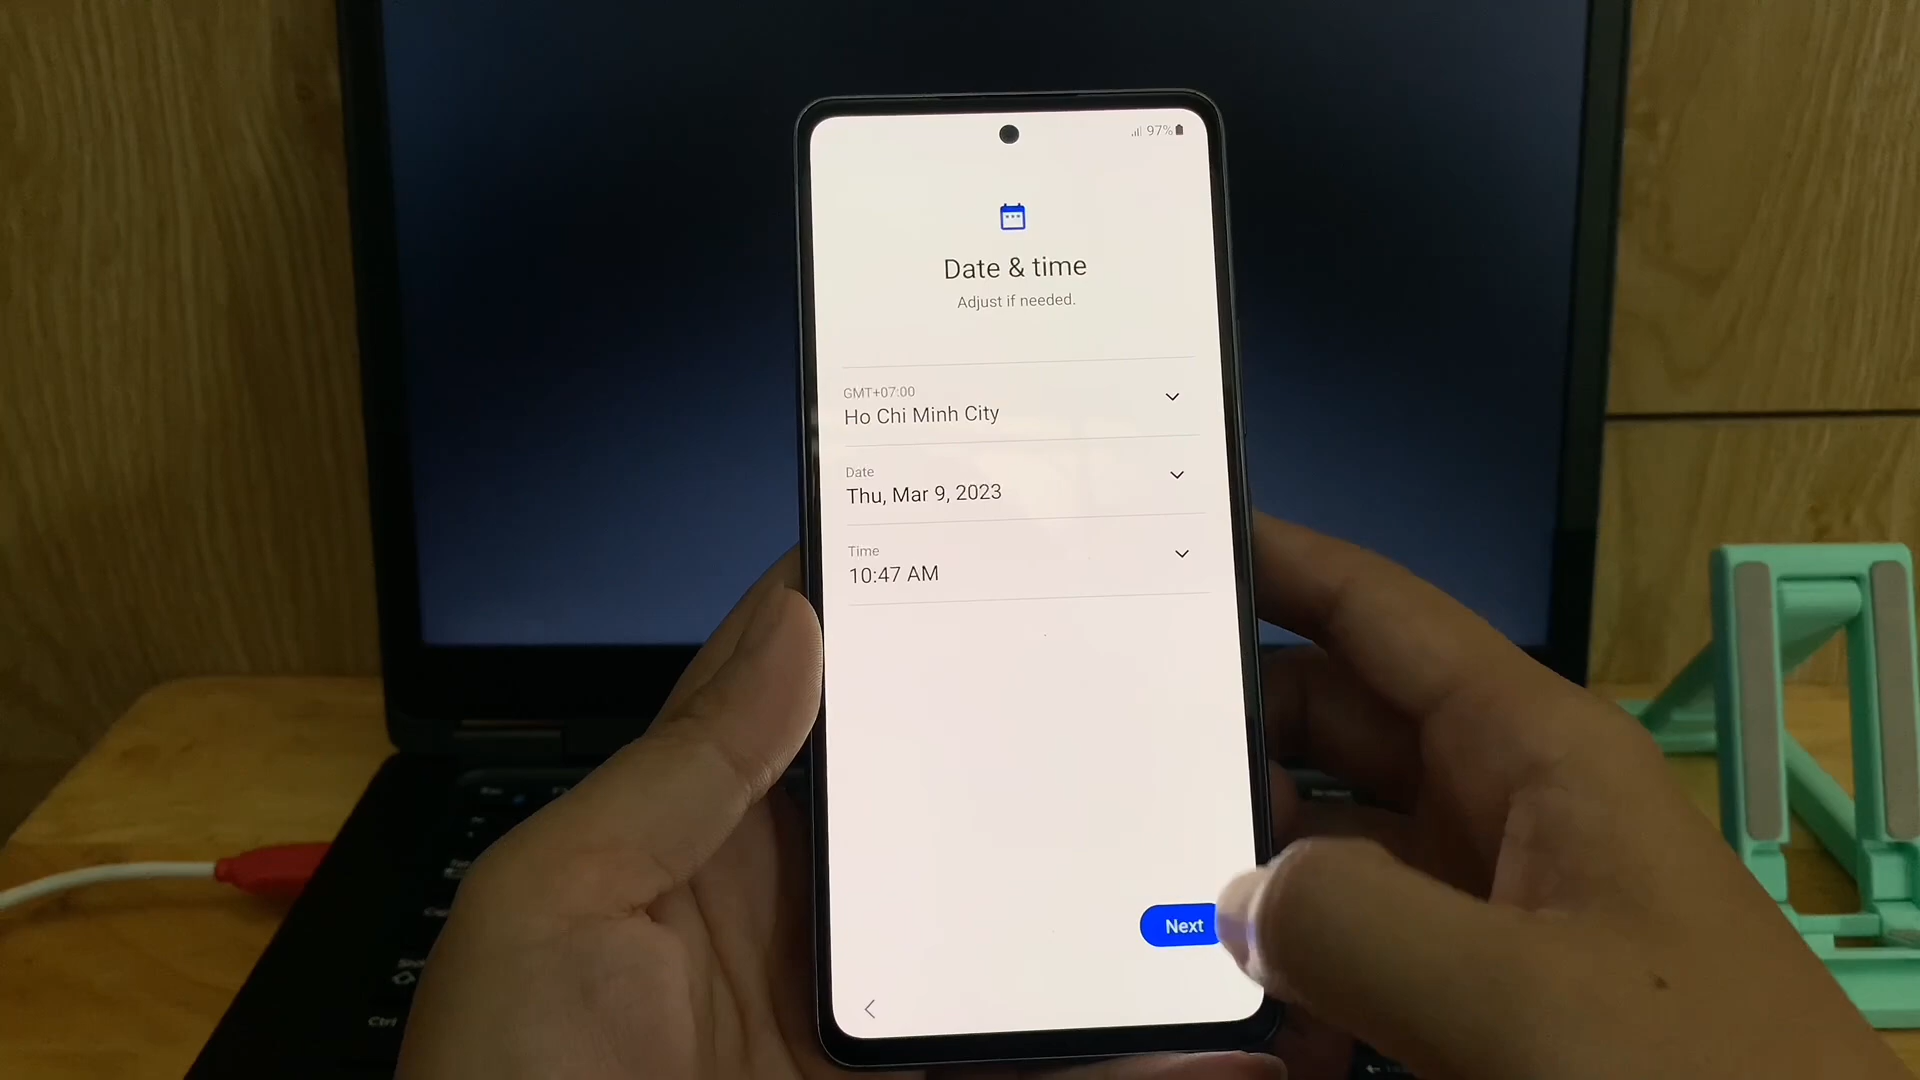 97%
Date & time
Adjust if needed.
GMT+07:00
Ho Chi Minh City
Date
Thu, Mar 9, 2023
Time
10:47 AM
Next
Ctrl